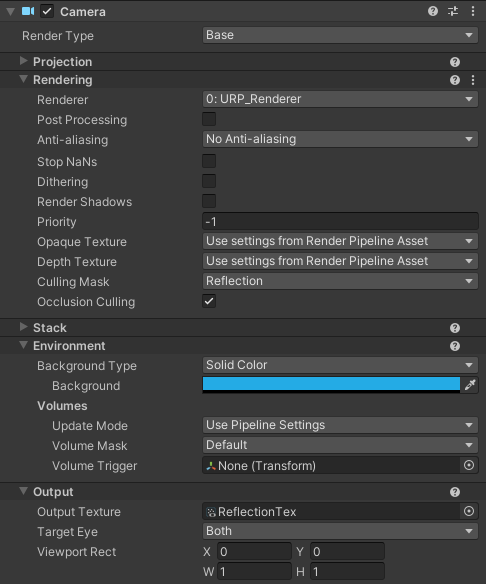 Camera
Render Type Base
Projection
Rendering
Renderer 0: URP_Renderer
Post Processing
Anti-aliasing No Anti-aliasing
Stop NaNs
Dithering
Render Shadows
Priority -1
Opaque Texture Use settings from Render Pipeline Asset
Depth Texture Use settings from Render Pipeline Asset
Culling Mask Reflection
Occlusion Culling
Stack
Environment
Background Type Solid Color
Background
Volumes
Update Mode Use Pipeline Settings
Volume Mask Default
Volume Trigger None (Transform)
Output
Output Texture ReflectionTex
Target Eye Both
Viewport Rect X 0 Y 0
W 1 H 1